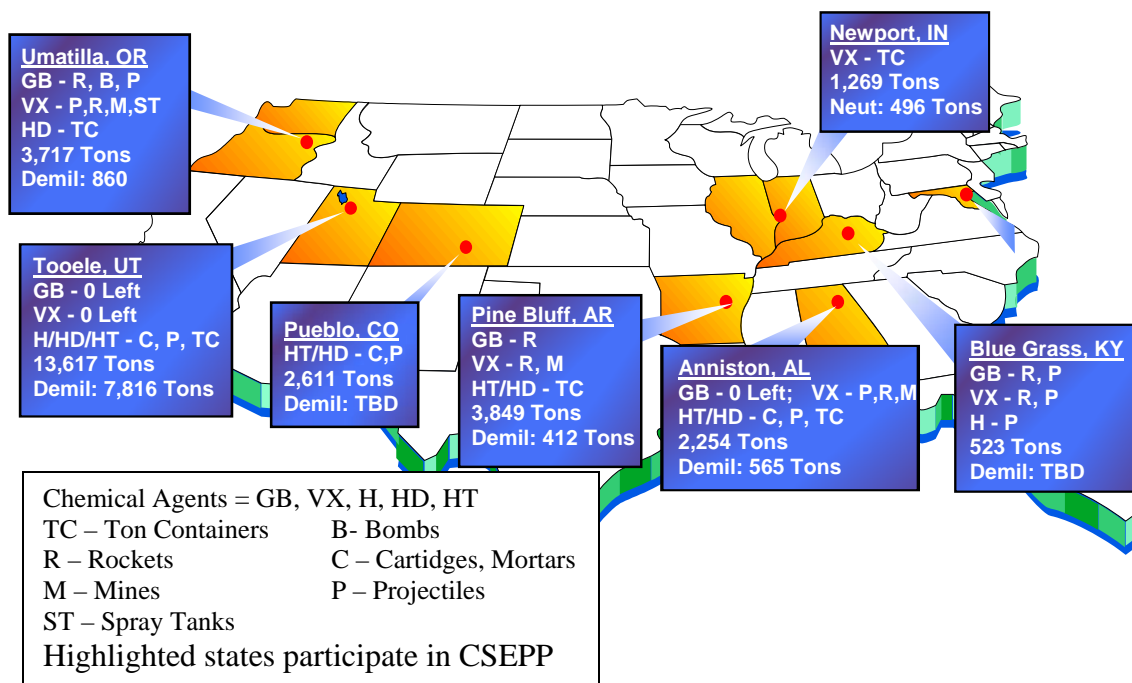 Umatilla, OR
GB - R, B, P
VX - P,R,M,ST
HD - TC
3,717 Tons
Demil: 860
Newport, IN
VX - TC
1,269 Tons
Neut: 496 Tons
Tooele, UT
GB - 0 Left
VX - 0 Left
H/HD/HT - C, P, TC
13,617 Tons
Demil: 7,816 Tons
Pueblo, CO
HT/HD - C,P
2,611 Tons
Demil: TBD
Pine Bluff, AR
GB - R
VX - R, M
HT/HD - TC
3,849 Tons
Demil: 412 Tons
Anniston, AL
GB - 0 Left; VX - P,R,M
HT/HD - C, P, TC
2,254 Tons
Demil: 565 Tons
Blue Grass, KY
GB - R, P
VX - R, P
H - P
523 Tons
Demil: TBD
Chemical Agents = GB, VX, H, HD, HT
TC – Ton Containers B- Bombs
R – Rockets C – Cartidges, Mortars
M – Mines P – Projectiles
ST – Spray Tanks
Highlighted states participate in CSEPP